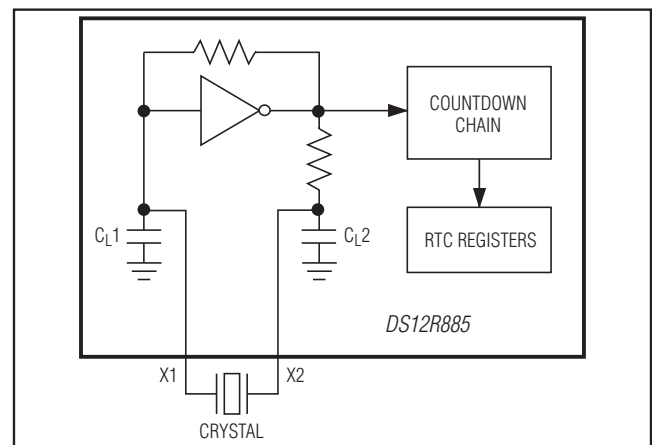 COUNTDOWN
CHAIN
CL1
CL2
RTC REGISTERS
DS12R885
X1
X2
CRYSTAL